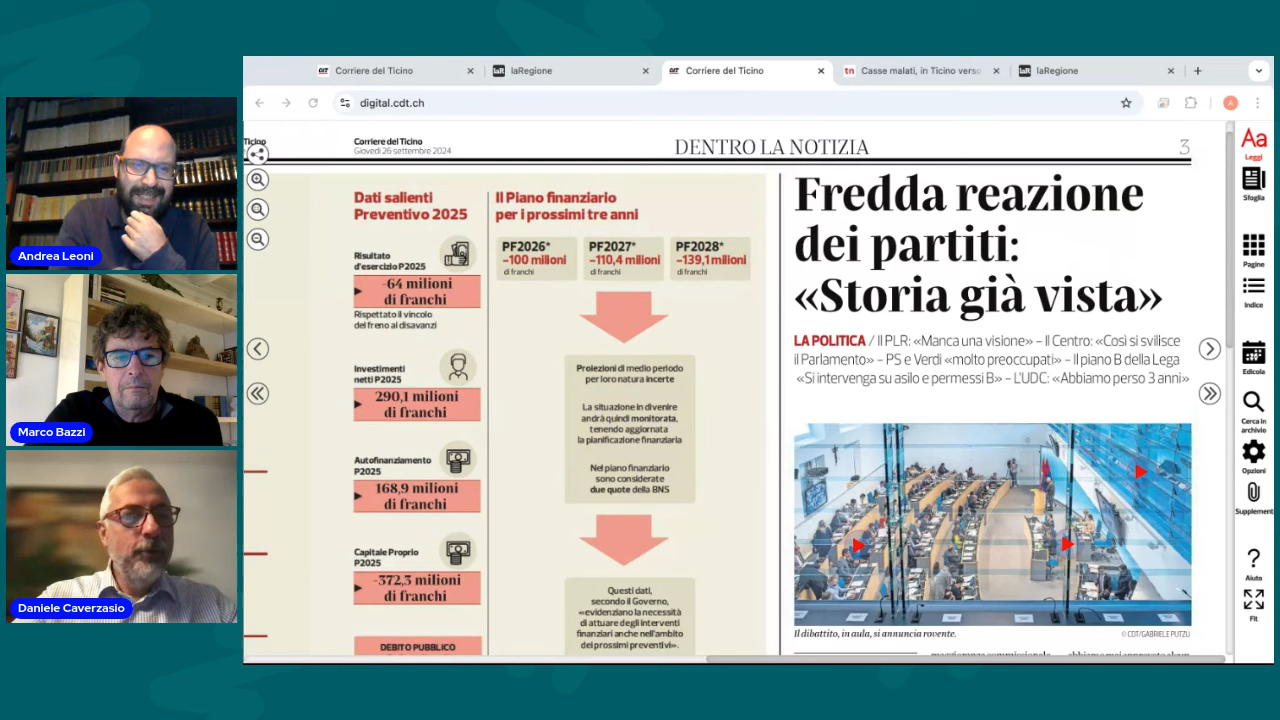 Andrea Leoni
Marco Bazzi
Daniele Caverzasio
CdT Corriere del Ticino
laR laRegione
CdT Corriere del Ticino
tn Casse malati, in Ticino verso
laR laRegione
digital.cdt.ch
Ticino
Corriere del Ticino
Giovedì 26 settembre 2024
DENTRO LA NOTIZIA
3
Dati salienti
Preventivo 2025
Risultato
d'esercizio P2025
-64 milioni
di franchi
Rispettato il vincolo
del freno ai disavanzi
Investimenti
netti P2025
290,1 milioni
di franchi
Autofinanziamento
P2025
168,9 milioni
di franchi
Capitale Proprio
P2025
-372,3 milioni
di franchi
DEBITO PUBBLICO
Il Piano finanziario
per i prossimi tre anni
PF2026*
-100 milioni
di franchi
PF2027*
-110,4 milioni
di franchi
PF2028*
-139,1 milioni
di franchi
Proiezioni di medio periodo
per loro natura incerte
La situazione in divenire
andrà quindi monitorata,
tenendo aggiornata
la pianificazione finanziaria
Nel piano finanziario
sono considerate
due quote della BNS
Questi dati,
secondo il Governo,
«evidenziano la necessità
di attuare degli interventi
finanziari anche nell'ambito
dei prossimi preventivi».
Fredda reazione
dei partiti:
«Storia già vista»
LA POLITICA / Il PLR: «Manca una visione» – Il Centro: «Così si svilisce
il Parlamento» – PS e Verdi «molto preoccupati» – Il piano B della Lega
«Si intervenga su asilo e permessi B» – L'UDC: «Abbiamo perso 3 anni»
Il dibattito, in aula, si annuncia rovente.
© CDT/GABRIELE PUTZU
Aa
Leggi
Sfoglia
Pagine
Indice
Edicola
Cerca in
archivio
Opzioni
Supplement
?
Aiuto
Fit